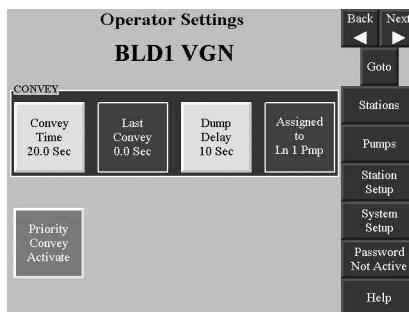 Operator Settings
BLD1 VGN
Back Next
Goto
CONVEY
Convey
Time
20.0 Sec
Last
Convey
0.0 Sec
Dump
Delay
10 Sec
Assigned
to
Ln 1 Pmp
Priority
Convey
Activate
Stations
Pumps
Station
Setup
System
Setup
Password
Not Active
Help